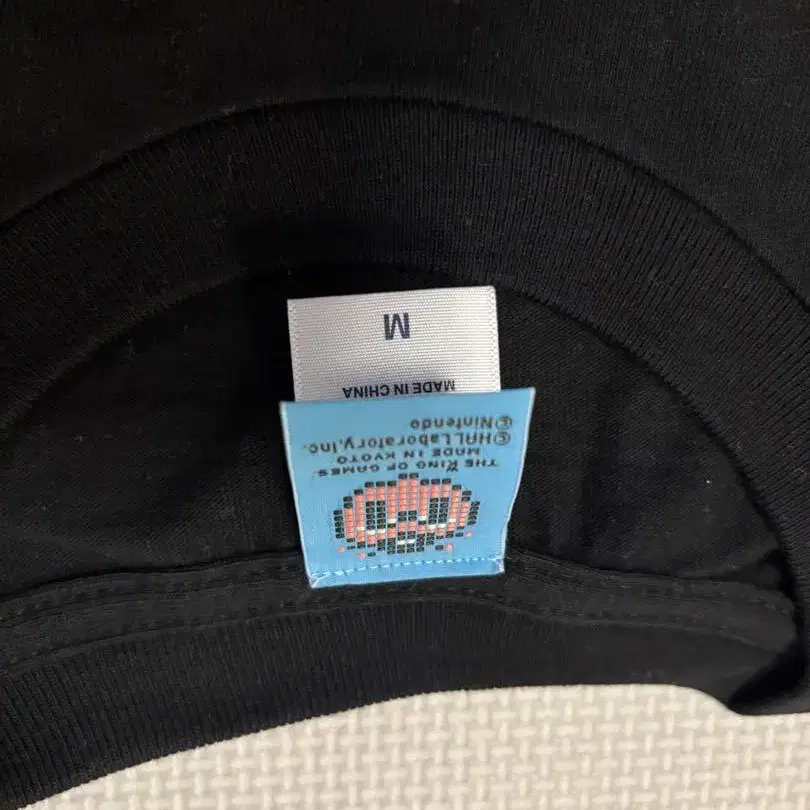 THE KING OF GAMES
MADE IN KYOTO
©HAL Laboratory, Inc.
©Nintendo
MADE IN CHINA
M